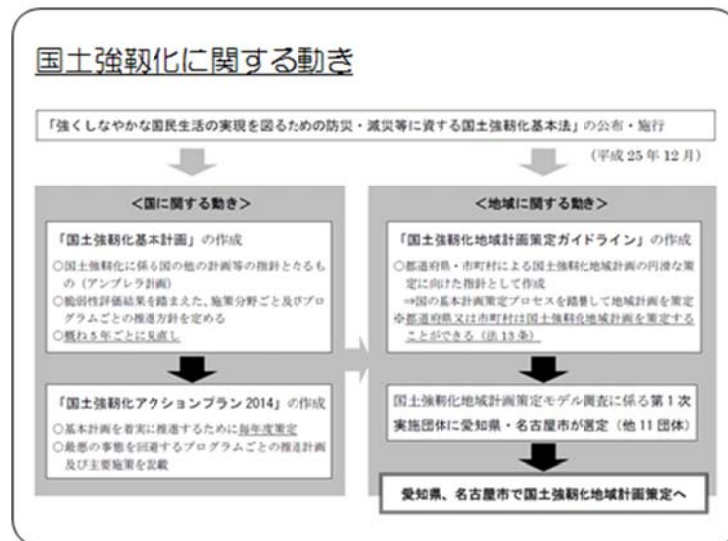 国土強靱化に関する動き
「強くしなやかな国民生活の実現を図るための防災・減災等に資する国土強靱化基本法」の公布・施行
（平成25年12月）
＜国に関する動き＞
「国土強靱化基本計画」の作成
○国土強靱化に係る国の他の計画等の指針となるも
の（アンブレラ計画）
○脆弱性評価結果を踏まえた、施策分野ごと及びプロ
グラムごとの推進方針を定める
○概ね5年ごとに見直し
「国土強靱化アクションプラン2014」の作成
○基本計画を着実に推進するために毎年度策定
○最悪の事態を回避するプログラムごとの推進計画
及び主要施策を記載
＜地域に関する動き＞
「国土強靱化地域計画策定ガイドライン」の作成
○都道府県・市町村による国土強靱化地域計画の円滑な策
定に向けた指針として作成
⇒国の基本計画策定プロセスを踏襲して地域計画を策定
※都道府県又は市町村は国土強靱化地域計画を策定する
ことができる（法13条）
国土強靱化地域計画策定モデル調査に係る第1次
実施団体に愛知県・名古屋市が選定（他11団体）
愛知県、名古屋市で国土強靱化地域計画策定へ